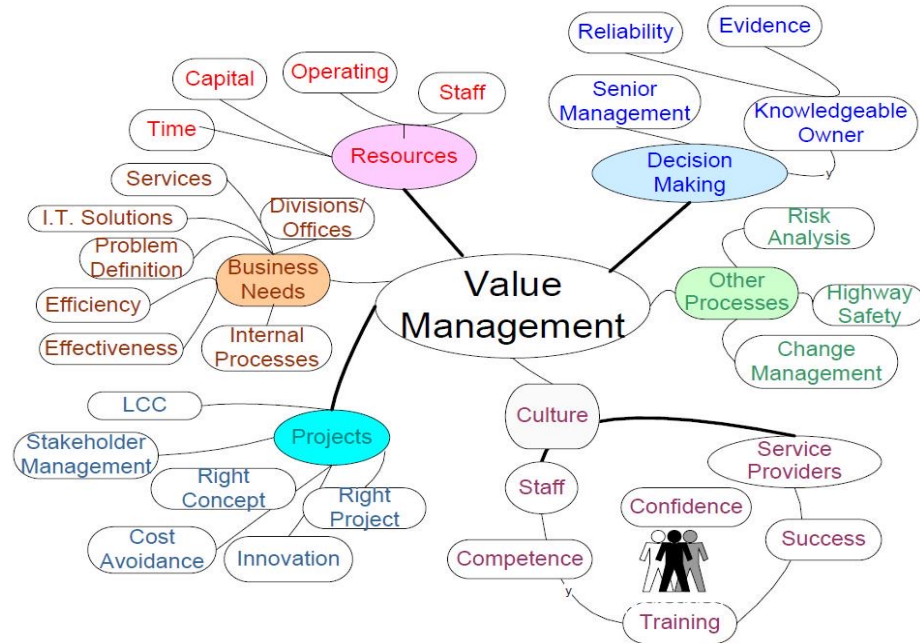 Reliability
Evidence
Capital
Operating
Staff
Senior
Management
Knowledgeable
Owner
Time
Resources
Decision
Making
Services
I.T. Solutions
Divisions/
Offices
Problem
Definition
Business
Needs
Efficiency
Effectiveness
Internal
Processes
Value
Management
Risk
Analysis
Other
Processes
Highway
Safety
Change
Management
LCC
Projects
Stakeholder
Management
Right
Concept
Right
Project
Cost
Avoidance
Innovation
Culture
Staff
Service
Providers
Confidence
Competence
Success
Training
y
y